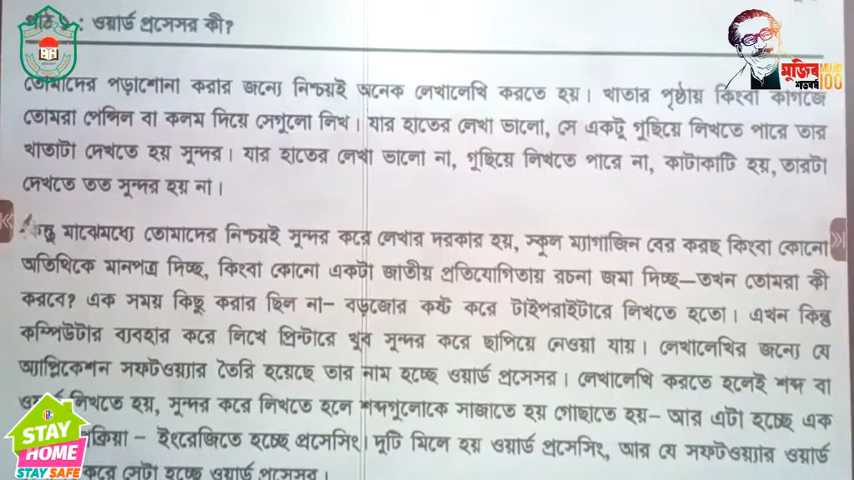 পাঠ ১ : ওয়ার্ড প্রসেসর কী?
তোমাদের পড়াশোনা করার জন্যে নিশ্চয়ই অনেক লেখালেখি করতে হয়। খাতার পৃষ্ঠায় কিংবা কাগজে
তোমরা পেন্সিল বা কলম দিয়ে সেগুলো লিখ। যার হাতের লেখা ভালো, সে একটু গুছিয়ে লিখতে পারে তার
খাতাটা দেখতে হয় সুন্দর। যার হাতের লেখা ভালো না, গুছিয়ে লিখতে পারে না, কাটাকাটি হয়, তারটা
দেখতে তত সুন্দর হয় না।
কিন্তু মাঝেমধ্যে তোমাদের নিশ্চয়ই সুন্দর করে লেখার দরকার হয়, স্কুল ম্যাগাজিন বের করছ কিংবা কোনো
অতিথিকে মানপত্র দিচ্ছ, কিংবা কোনো একটা জাতীয় প্রতিযোগিতায় রচনা জমা দিচ্ছ—তখন তোমরা কী
করবে? এক সময় কিছু করার ছিল না- বড়জোর কষ্ট করে টাইপরাইটারে লিখতে হতো। এখন কিন্তু
কম্পিউটার ব্যবহার করে লিখে প্রিন্টারে খুব সুন্দর করে ছাপিয়ে নেওয়া যায়। লেখালেখির জন্যে যে
অ্যাপ্লিকেশন সফটওয়্যার তৈরি হয়েছে তার নাম হচ্ছে ওয়ার্ড প্রসেসর। লেখালেখি করতে হলেই শব্দ বা
লিখতে হয়, সুন্দর করে লিখতে হলে শব্দগুলোকে সাজাতে হয় গোছাতে হয়– আর এটা হচ্ছে এক
– ইংরেজিতে হচ্ছে প্রসেসিং। দুটি মিলে হয় ওয়ার্ড প্রসেসিং, আর যে সফটওয়্যার ওয়ার্ড
করে সেটা হচ্ছে ওয়ার্ড প্রসেসর।
মুজিব
শতবর্ষ
100
STAY
HOME
STAY SAFE